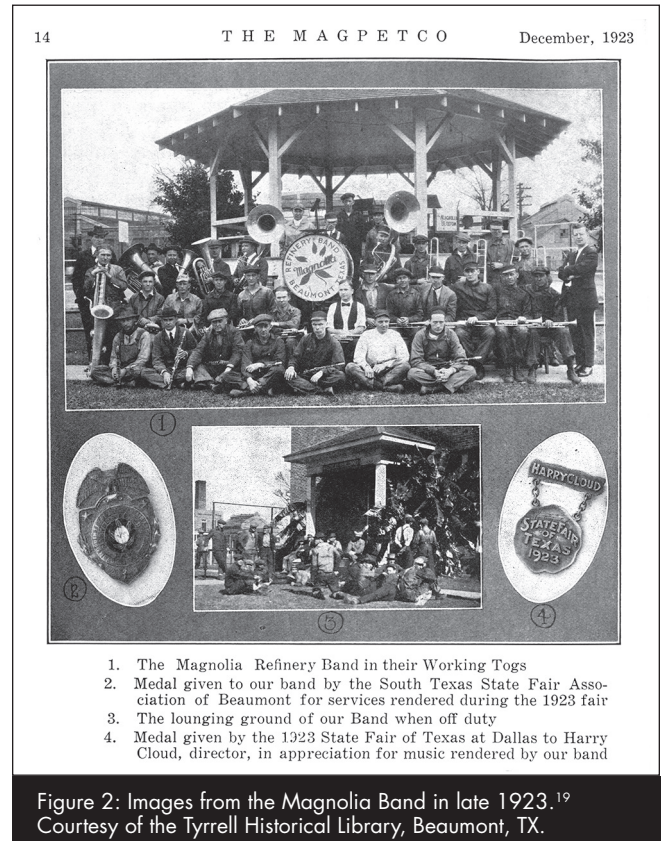 14 THE MAGPETCO December, 1923
REFINERY BAND
Magnolia
BEAUMONT TEXAS
1
2
3
HARRY CLOUD
STATE FAIR
OF
TEXAS
1923
4
1. The Magnolia Refinery Band in their Working Togs
2. Medal given to our band by the South Texas State Fair Asso-
ciation of Beaumont for services rendered during the 1923 fair
3. The lounging ground of our Band when off duty
4. Medal given by the 1923 State Fair of Texas at Dallas to Harry
Cloud, director, in appreciation for music rendered by our band
Figure 2: Images from the Magnolia Band in late 1923.19
Courtesy of the Tyrrell Historical Library, Beaumont, TX.